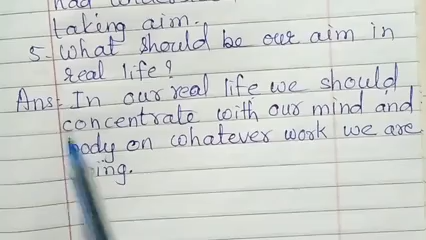 taking aim.
5. What should be our aim in
real life?
Ans:- In our real life we should
concentrate with our mind and
body on whatever work we are
ing.